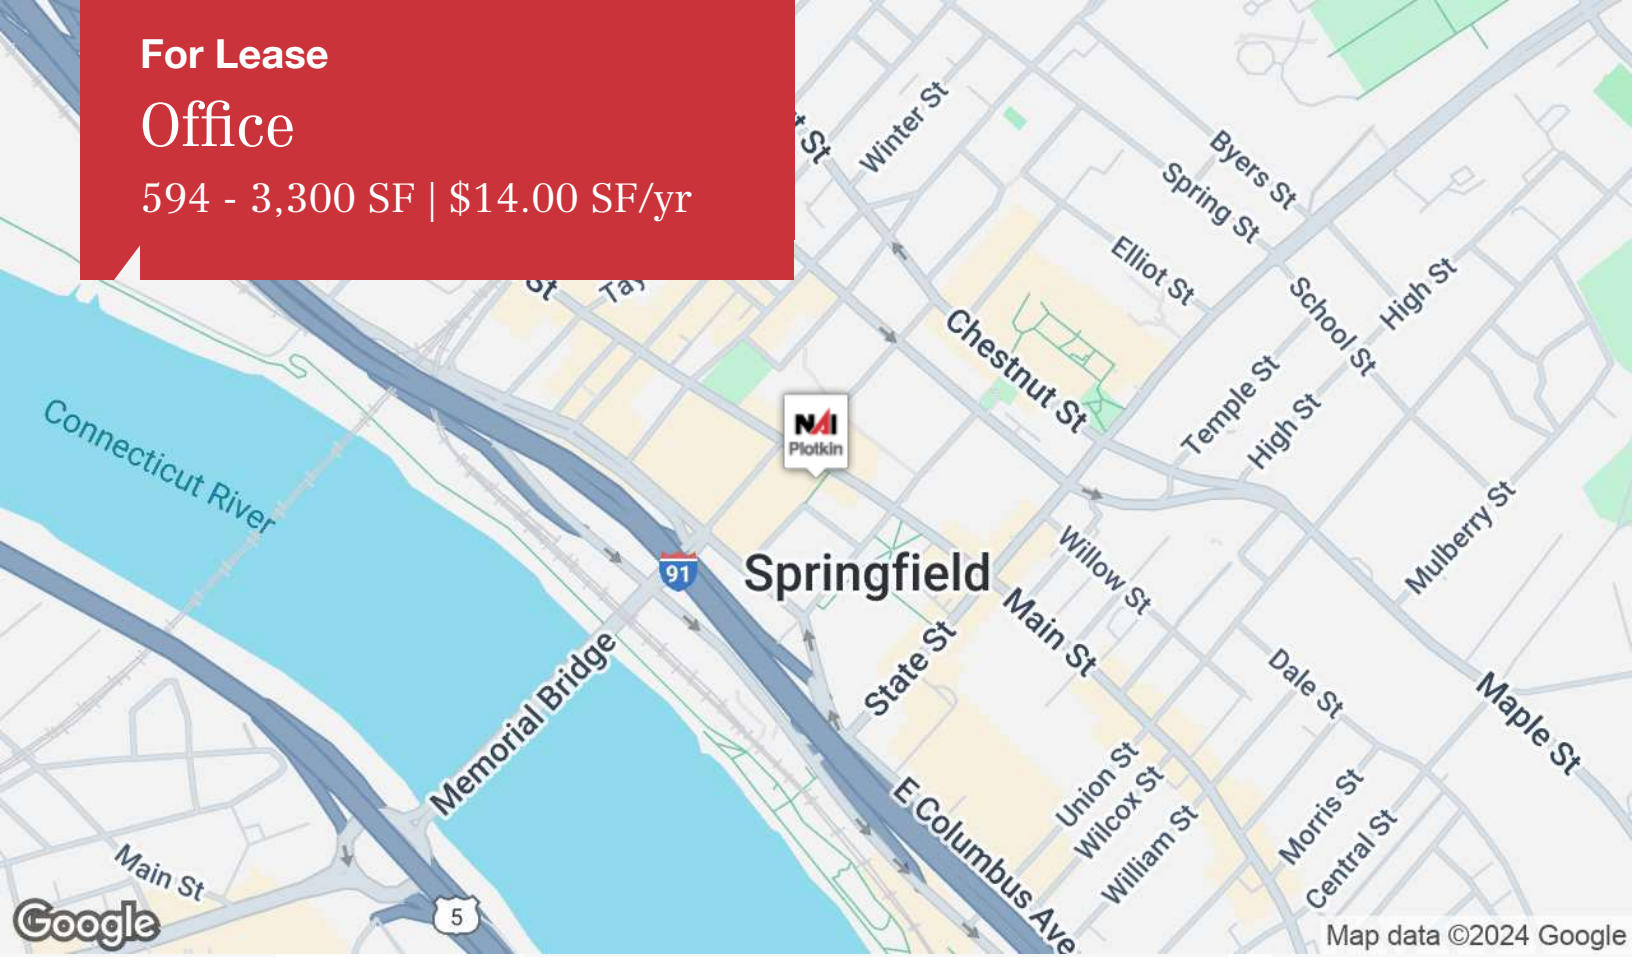 For Lease
Office
594 - 3,300 SF | $14.00 SF/yr
t St
Winter St
Byers St
Spring St
Elliot St
St
Tay
School St
High St
Chestnut St
Temple St
High St
NAI
Plotkin
Connecticut River
Mulberry St
91
Springfield
Willow St
Main St
State St
Dale St
Memorial Bridge
Maple St
Union St
Wilcox St
William St
Morris St
Central St
E Columbus Ave
Main St
5
Google
Map data ©2024 Google